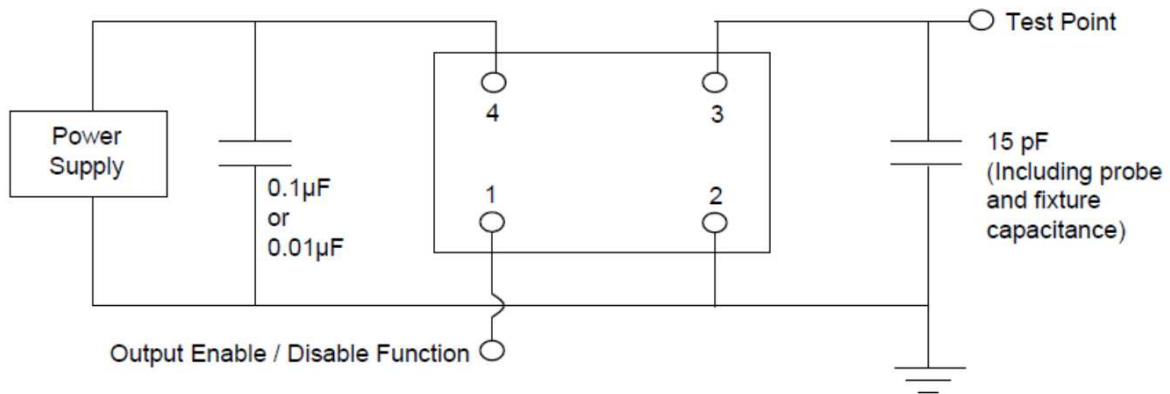 Test Point
4
3
Power
Supply
15 pF
(Including probe
and fixture
capacitance)
0.1µF
or
0.01µF
1
2
Output Enable / Disable Function